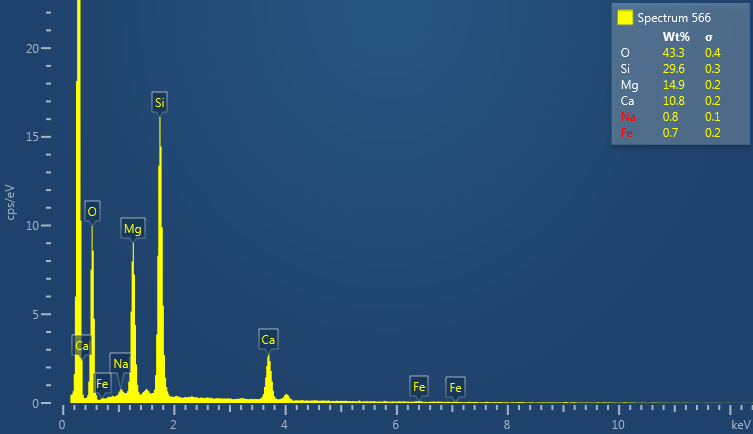 Spectrum 566
Wt% σ
O 43.3 0.4
Si 29.6 0.3
Mg 14.9 0.2
Ca 10.8 0.2
Na 0.8 0.1
Fe 0.7 0.2
cps/eV
20
15
10
5
0
Si
O
Mg
Ca
Ca
Na
Fe
Fe
Fe
0 2 4 6 8 10 keV